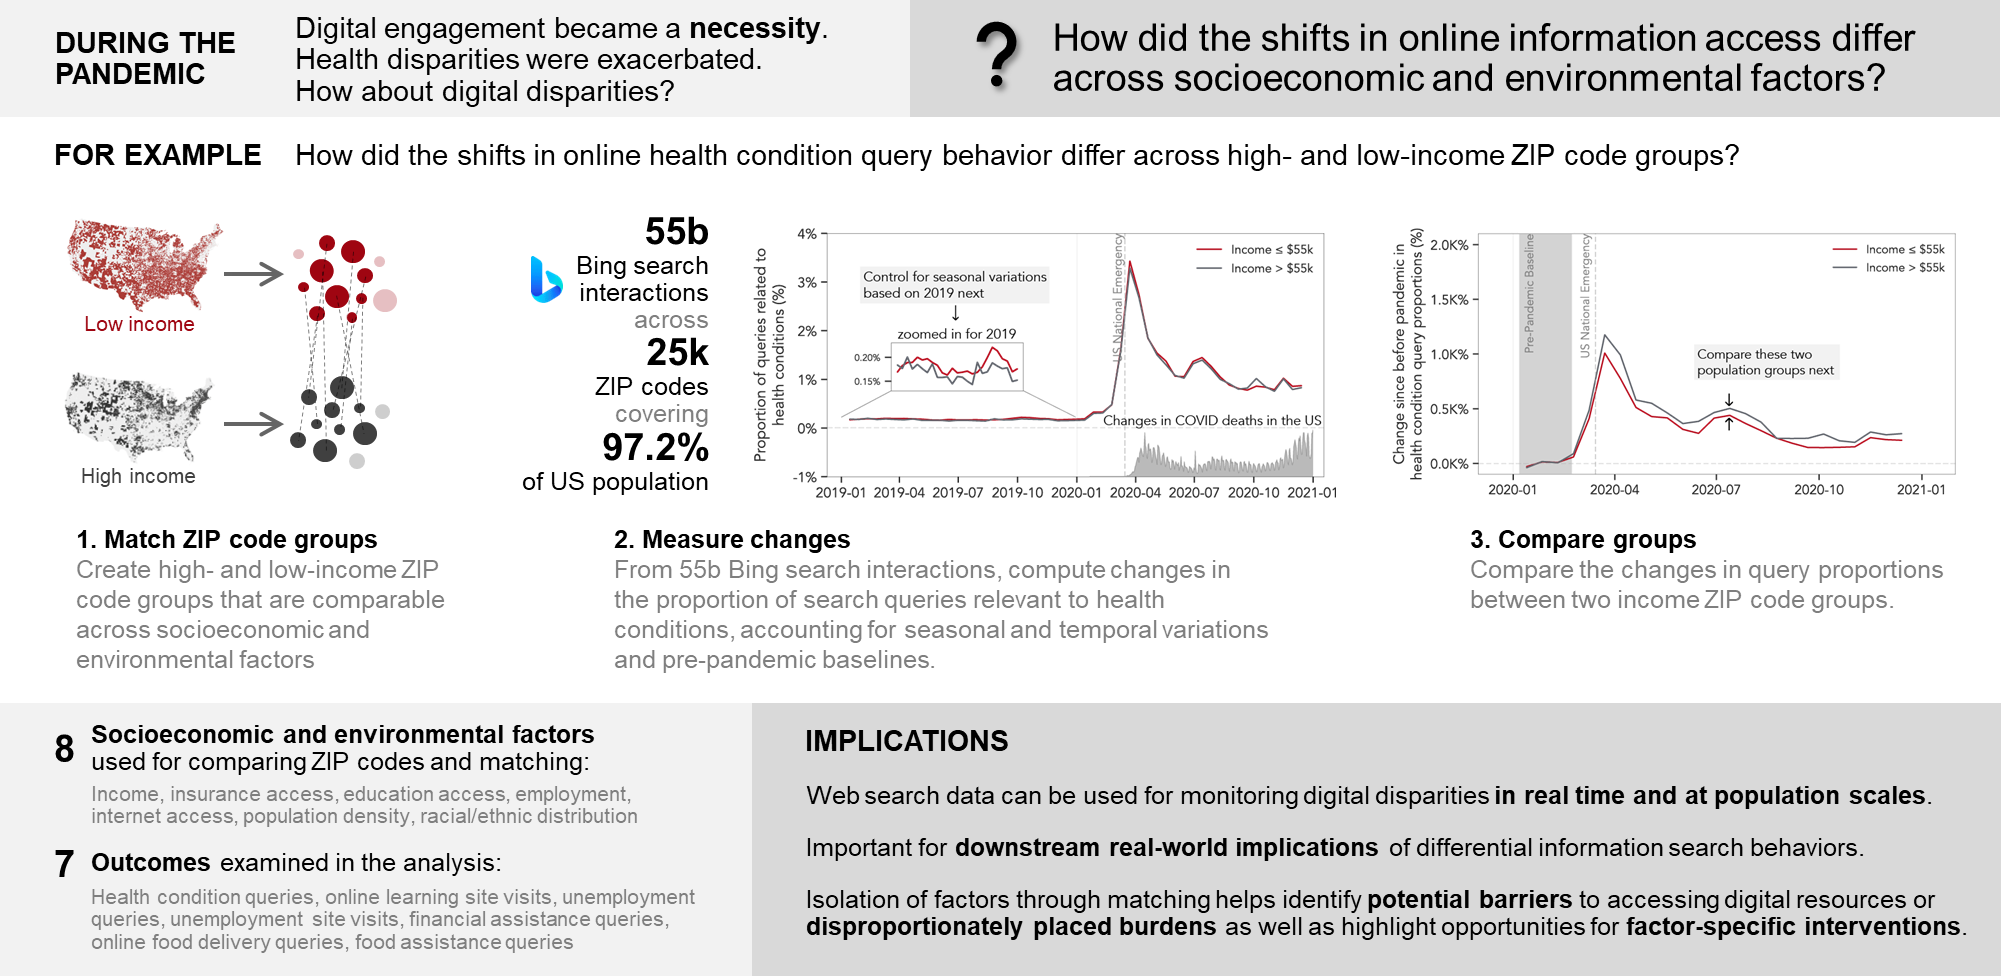 DURING THE
PANDEMIC
Digital engagement became a necessity.
Health disparities were exacerbated.
How about digital disparities?
?
How did the shifts in online information access differ
across socioeconomic and environmental factors?
FOR EXAMPLE
How did the shifts in online health condition query behavior differ across high- and low-income ZIP code groups?
Low income
High income
55b
Bing search
interactions
across
25k
ZIP codes
covering
97.2%
of US population
Proportion of queries related to
health conditions (%)
4%
3%
2%
1%
0%
-1%
Control for seasonal variations
based on 2019 next
zoomed in for 2019
0.20%
0.15%
US National Emergency
Income ≤ $55k
Income > $55k
Changes in COVID deaths in the US
2019-01
2019-04
2019-07
2019-10
2020-01
2020-04
2020-07
2020-10
2021-01
Change since before pandemic in
health condition query proportions (%)
2.0K%
1.5K%
1.0K%
0.5K%
0.0K%
Pre-Pandemic Baseline
US National Emergency
Income ≤ $55k
Income > $55k
Compare these two
population groups next
2020-01
2020-04
2020-07
2020-10
2021-01
1. Match ZIP code groups
Create high- and low-income ZIP
code groups that are comparable
across socioeconomic and
environmental factors
2. Measure changes
From 55b Bing search interactions, compute changes in
the proportion of search queries relevant to health
conditions, accounting for seasonal and temporal variations
and pre-pandemic baselines.
3. Compare groups
Compare the changes in query proportions
between two income ZIP code groups.
8
Socioeconomic and environmental factors
used for comparing ZIP codes and matching:
Income, insurance access, education access, employment,
internet access, population density, racial/ethnic distribution
7
Outcomes examined in the analysis:
Health condition queries, online learning site visits, unemployment
queries, unemployment site visits, financial assistance queries,
online food delivery queries, food assistance queries
IMPLICATIONS
Web search data can be used for monitoring digital disparities in real time and at population scales.
Important for downstream real-world implications of differential information search behaviors.
Isolation of factors through matching helps identify potential barriers to accessing digital resources or
disproportionately placed burdens as well as highlight opportunities for factor-specific interventions.